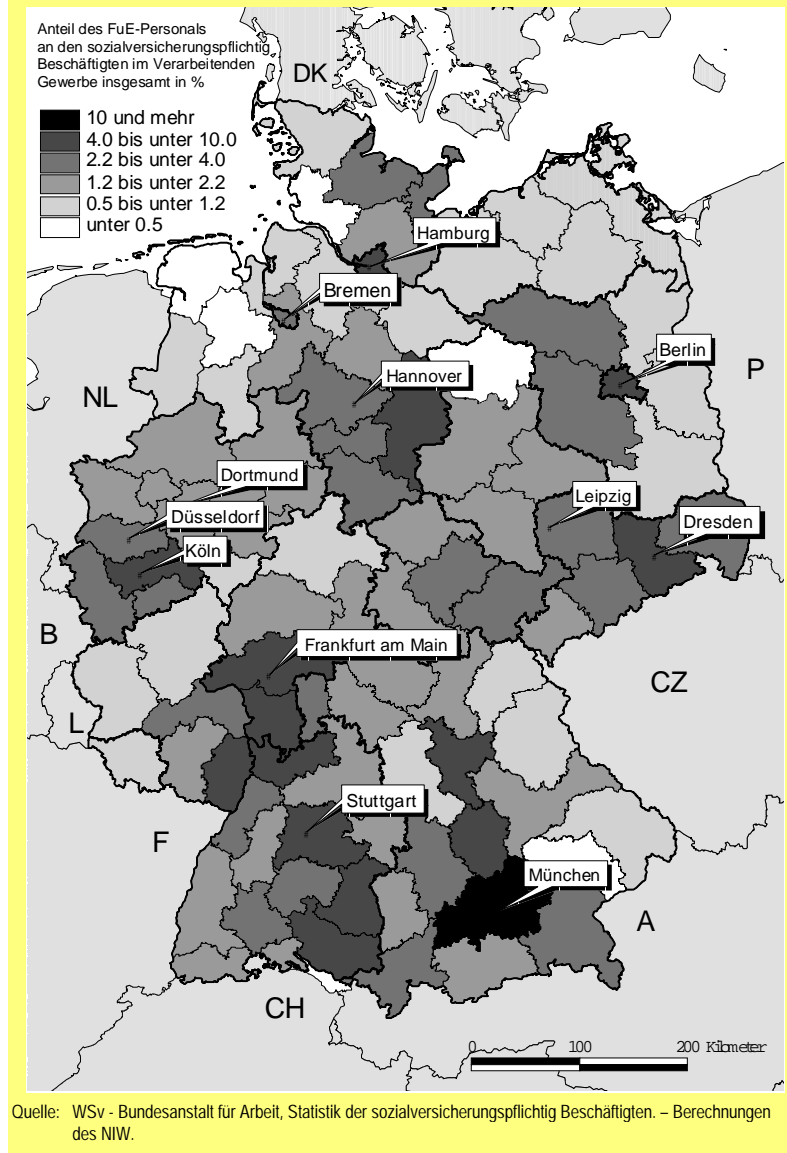 Anteil des FuE-Personals
an den sozialversicherungspflichtig
Beschäftigten im Verarbeitenden
Gewerbe insgesamt in %
10 und mehr
4.0 bis unter 10.0
2.2 bis unter 4.0
1.2 bis unter 2.2
0.5 bis unter 1.2
unter 0.5
DK
Hamburg
Bremen
Berlin
P
Hannover
NL
Dortmund
Leipzig
Düsseldorf
Dresden
Köln
B
Frankfurt am Main
CZ
L
Stuttgart
F
München
A
CH
0 100 200 Kilometer
Quelle: WSv - Bundesanstalt für Arbeit, Statistik der sozialversicherungspflichtig Beschäftigten. – Berechnungen
des NIW.